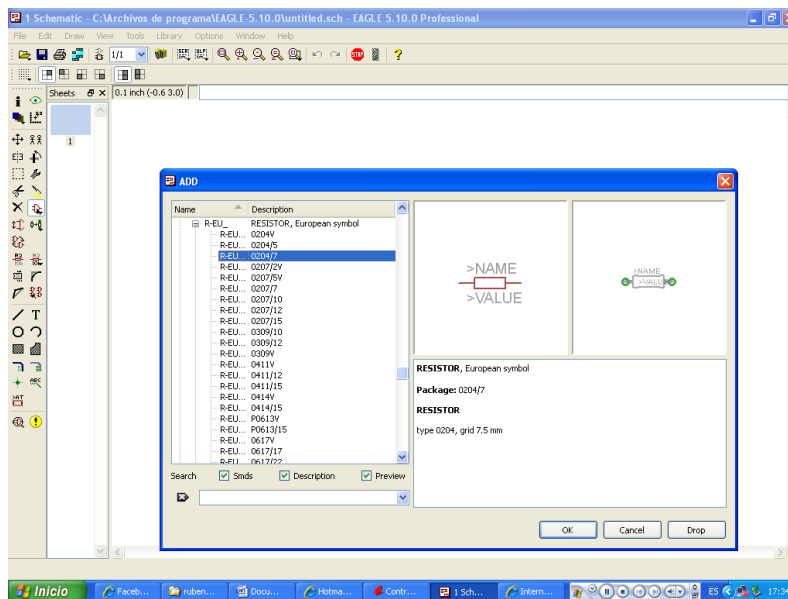 1 Schematic - C:\Archivos de programa\EAGLE-5.10.0\untitled.sch - EAGLE 5.10.0 Professional
File Edit Draw View Tools Library Options Window Help
1/1
Sheets
0.1 inch (-0.6 3.0)
1
ADD
Name Description
R-EU_ RESISTOR, European symbol
R-EU... 0204V
R-EU... 0204/5
R-EU... 0204/7
R-EU... 0207/2V
R-EU... 0207/5V
R-EU... 0207/7
R-EU... 0207/10
R-EU... 0207/12
R-EU... 0207/15
R-EU... 0309/10
R-EU... 0309/12
R-EU... 0309V
R-EU... 0411V
R-EU... 0411/12
R-EU... 0411/15
R-EU... 0414V
R-EU... 0414/15
R-EU... P0613V
R-EU... P0613/15
R-EU... 0617V
R-EU... 0617/17
R-EU... 0617/22
>NAME
>VALUE
>NAME
>VALUE
RESISTOR, European symbol
Package: 0204/7
RESISTOR
type 0204, grid 7.5 mm
Search Smds Description Preview
OK Cancel Drop
Inicio Faceb... ruben... Docu... Hotma... Contr... 1 Sch... Intern... ES 17:34